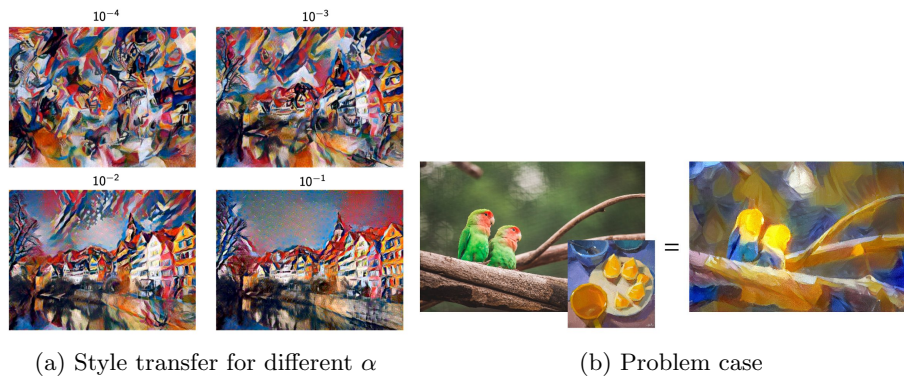 10⁻⁴ 10⁻³
10⁻² 10⁻¹
=
(a) Style transfer for different α
(b) Problem case